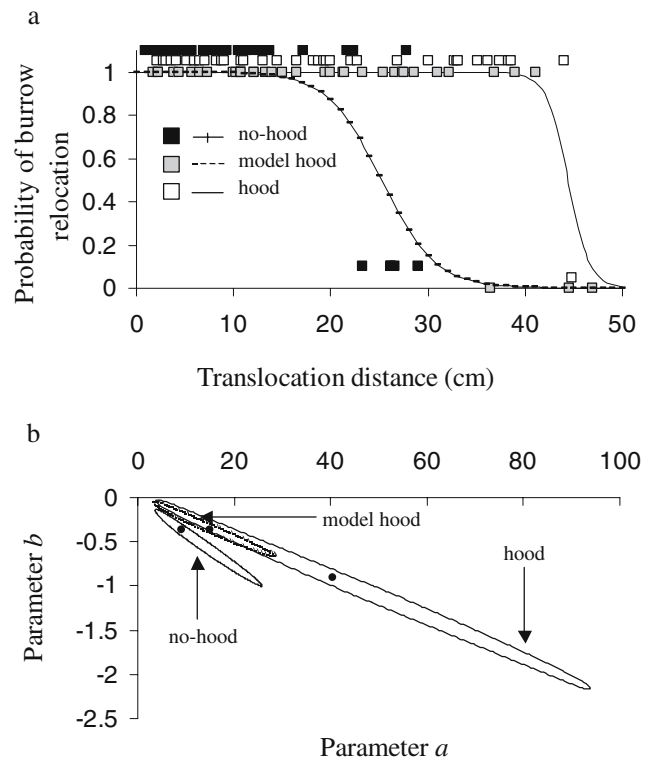 a
Probability of burrow
relocation
1
0.8
0.6
0.4
0.2
0
no-hood
model hood
hood
0 10 20 30 40 50
Translocation distance (cm)
b
0 20 40 60 80 100
0
-0.5
-1
-1.5
-2
-2.5
Parameter b
model hood
hood
no-hood
Parameter a